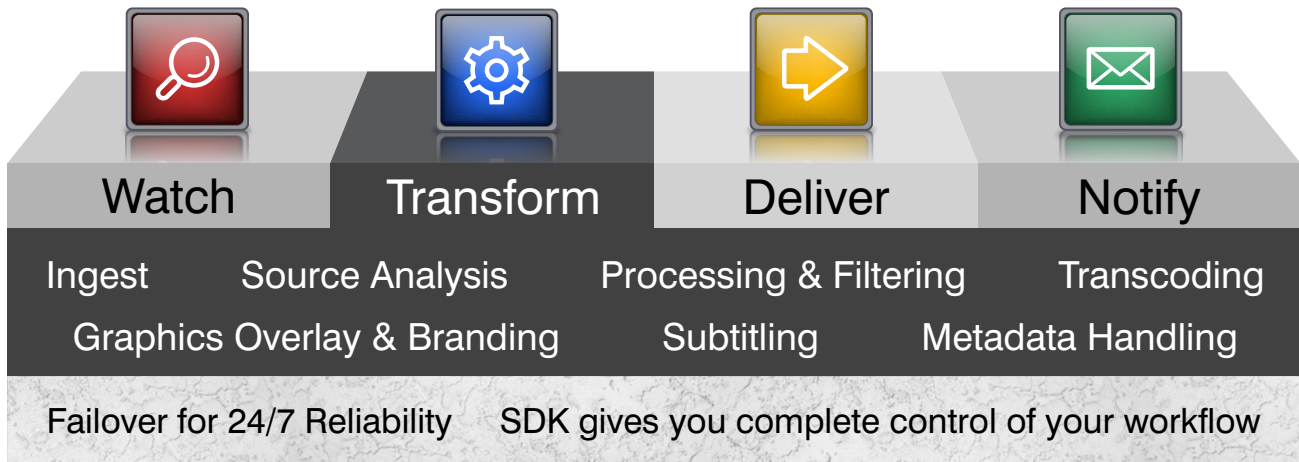 Watch Transform Deliver Notify
Ingest Source Analysis Processing & Filtering Transcoding
Graphics Overlay & Branding Subtitling Metadata Handling
Failover for 24/7 Reliability SDK gives you complete control of your workflow